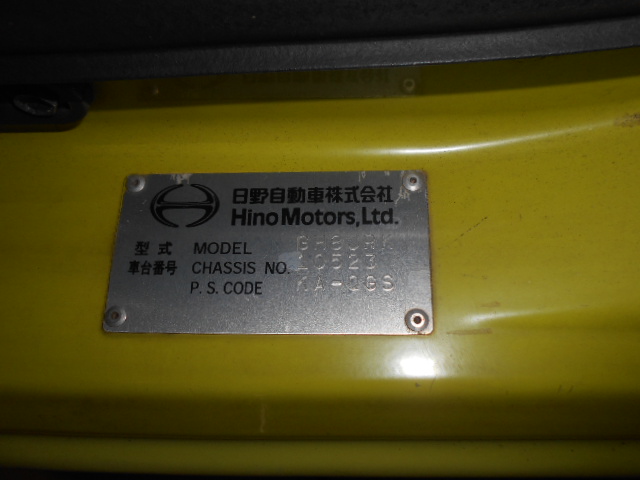 日野自動車株式会社
Hino Motors, Ltd.
型式 MODEL
車台番号 CHASSIS NO. 10523
P. S. CODE